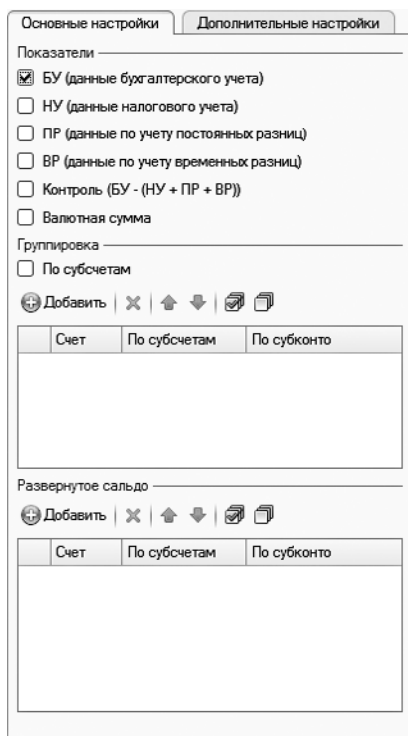 Основные настройки Дополнительные настройки
Показатели
БУ (данные бухгалтерского учета)
НУ (данные налогового учета)
ПР (данные по учету постоянных разниц)
ВР (данные по учету временных разниц)
Контроль (БУ - (НУ + ПР + ВР))
Валютная сумма
Группировка
По субсчетам
Добавить
Счет По субсчетам По субконто
Развернутое сальдо
Добавить
Счет По субсчетам По субконто